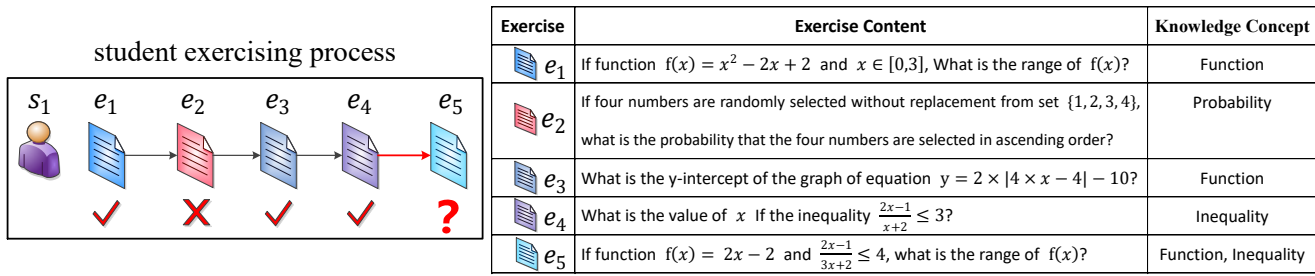 student exercising process
s₁ e₁ e₂ e₃ e₄ e₅
?
Exercise Exercise Content Knowledge Concept
e₁ If function f(x) = x² − 2x + 2 and x ∈ [0,3], What is the range of f(x)? Function
e₂ If four numbers are randomly selected without replacement from set {1, 2, 3, 4}, Probability
what is the probability that the four numbers are selected in ascending order?
e₃ What is the y-intercept of the graph of equation y = 2 × |4 × x − 4| − 10? Function
e₄ What is the value of x If the inequality (2x−1)/(x+2) ≤ 3? Inequality
e₅ If function f(x) = 2x − 2 and (2x−1)/(3x+2) ≤ 4, what is the range of f(x)? Function, Inequality